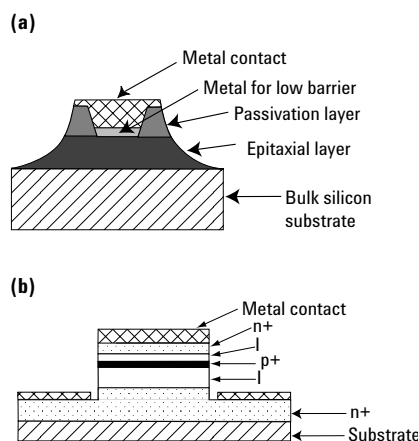 (a)
Metal contact
Metal for low barrier
Passivation layer
Epitaxial layer
Bulk silicon
substrate
(b)
Metal contact
n+
I
p+
I
n+
Substrate